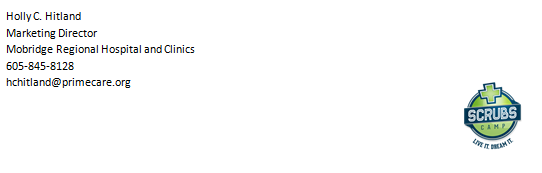 Holly C. Hitland
Marketing Director
Mobridge Regional Hospital and Clinics
605-845-8128
hchitland@primecare.org
SCRUBS
CAMP
LIVE IT. DREAM IT.